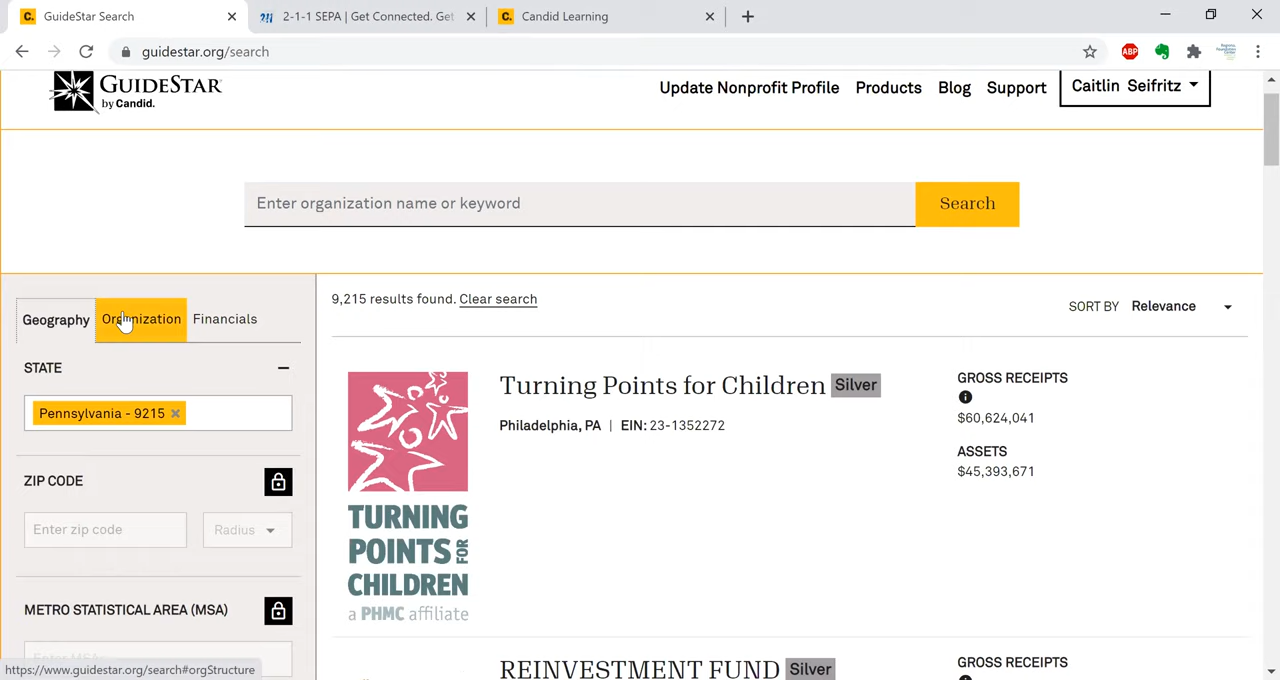 GuideStar Search
2-1-1 SEPA | Get Connected. Get
Candid Learning
guidestar.org/search
ABP
GUIDESTAR
by Candid.
Update Nonprofit Profile Products Blog Support Caitlin Seifritz
Enter organization name or keyword
Search
Geography Organization Financials
9,215 results found. Clear search
SORT BY Relevance
STATE
Pennsylvania - 9215 ×
ZIP CODE
Enter zip code Radius
METRO STATISTICAL AREA (MSA)
Enter MSA
Turning Points for Children Silver
Philadelphia, PA | EIN: 23-1352272
GROSS RECEIPTS
$60,624,041
ASSETS
$45,393,671
TURNING
POINTS FOR
CHILDREN
a PHMC affiliate
REINVESTMENT FUND Silver
GROSS RECEIPTS
https://www.guidestar.org/search#orgStructure